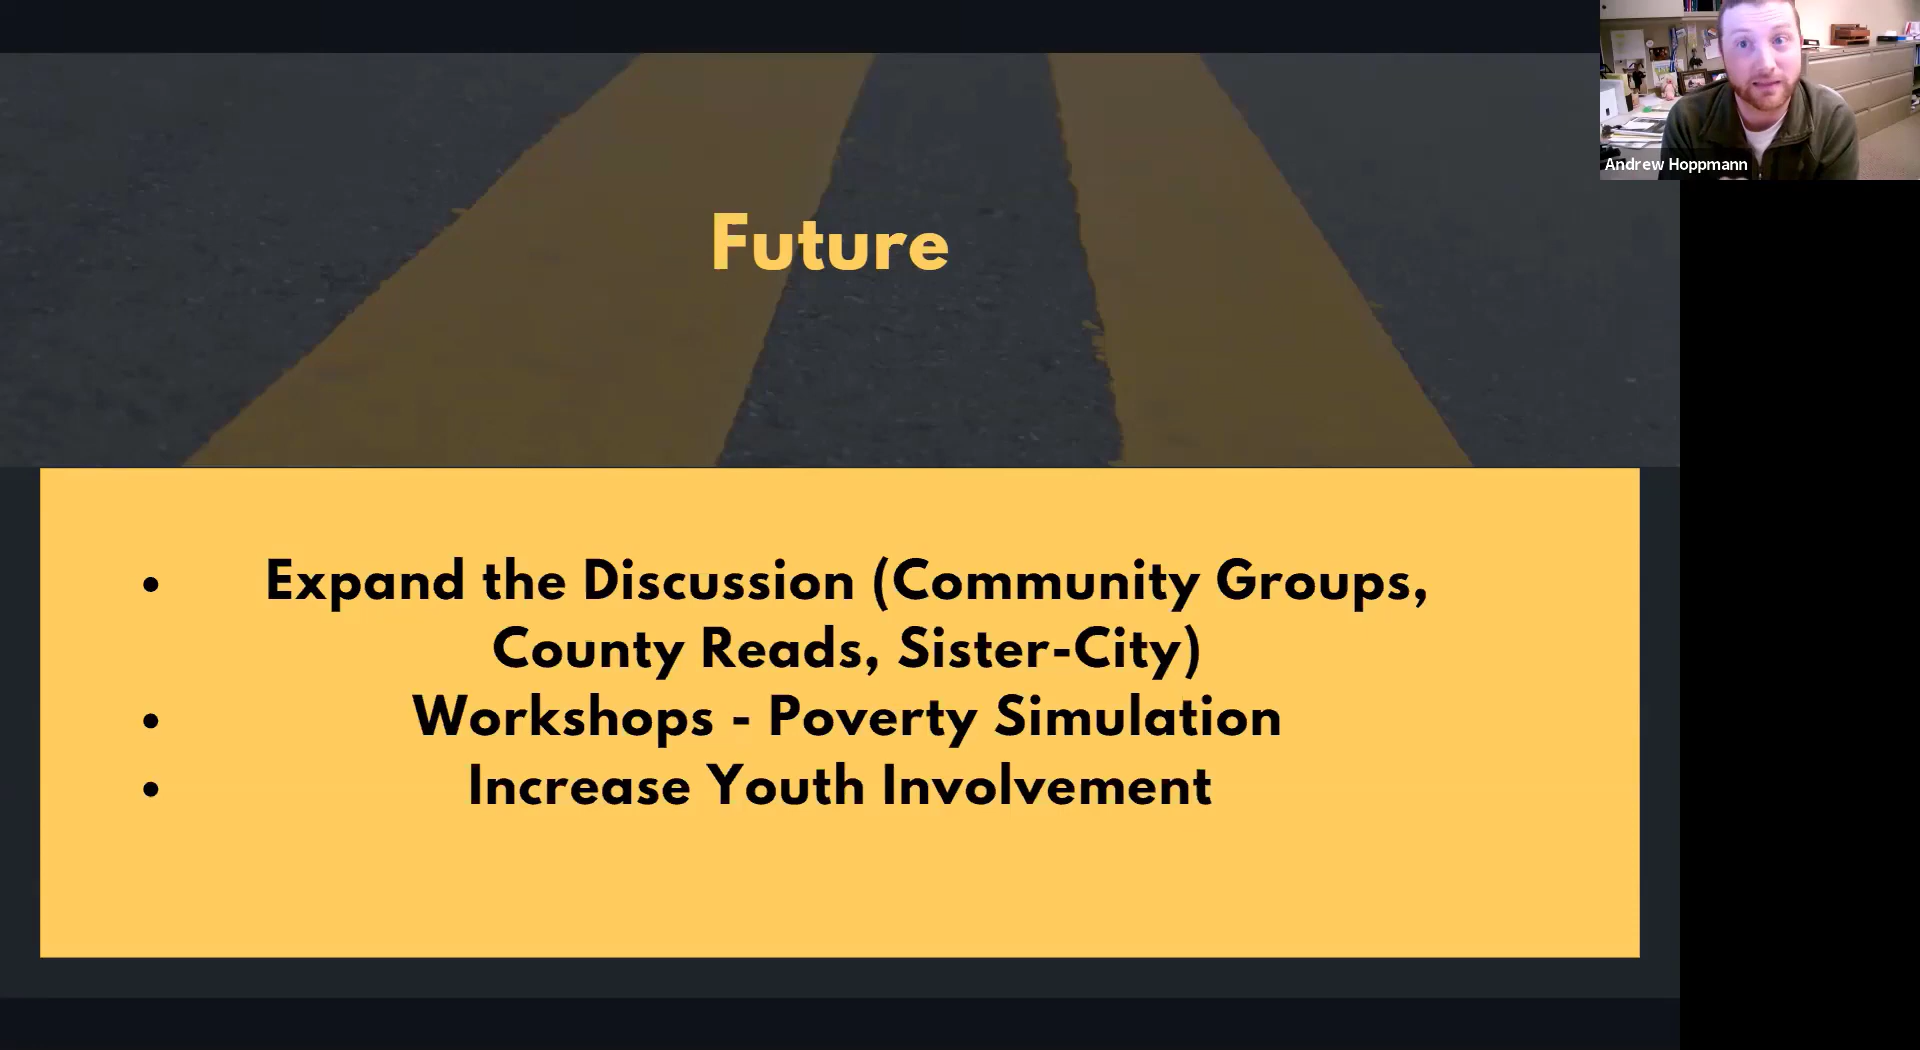 Andrew Hoppmann
Future
• Expand the Discussion (Community Groups,
County Reads, Sister-City)
• Workshops - Poverty Simulation
• Increase Youth Involvement